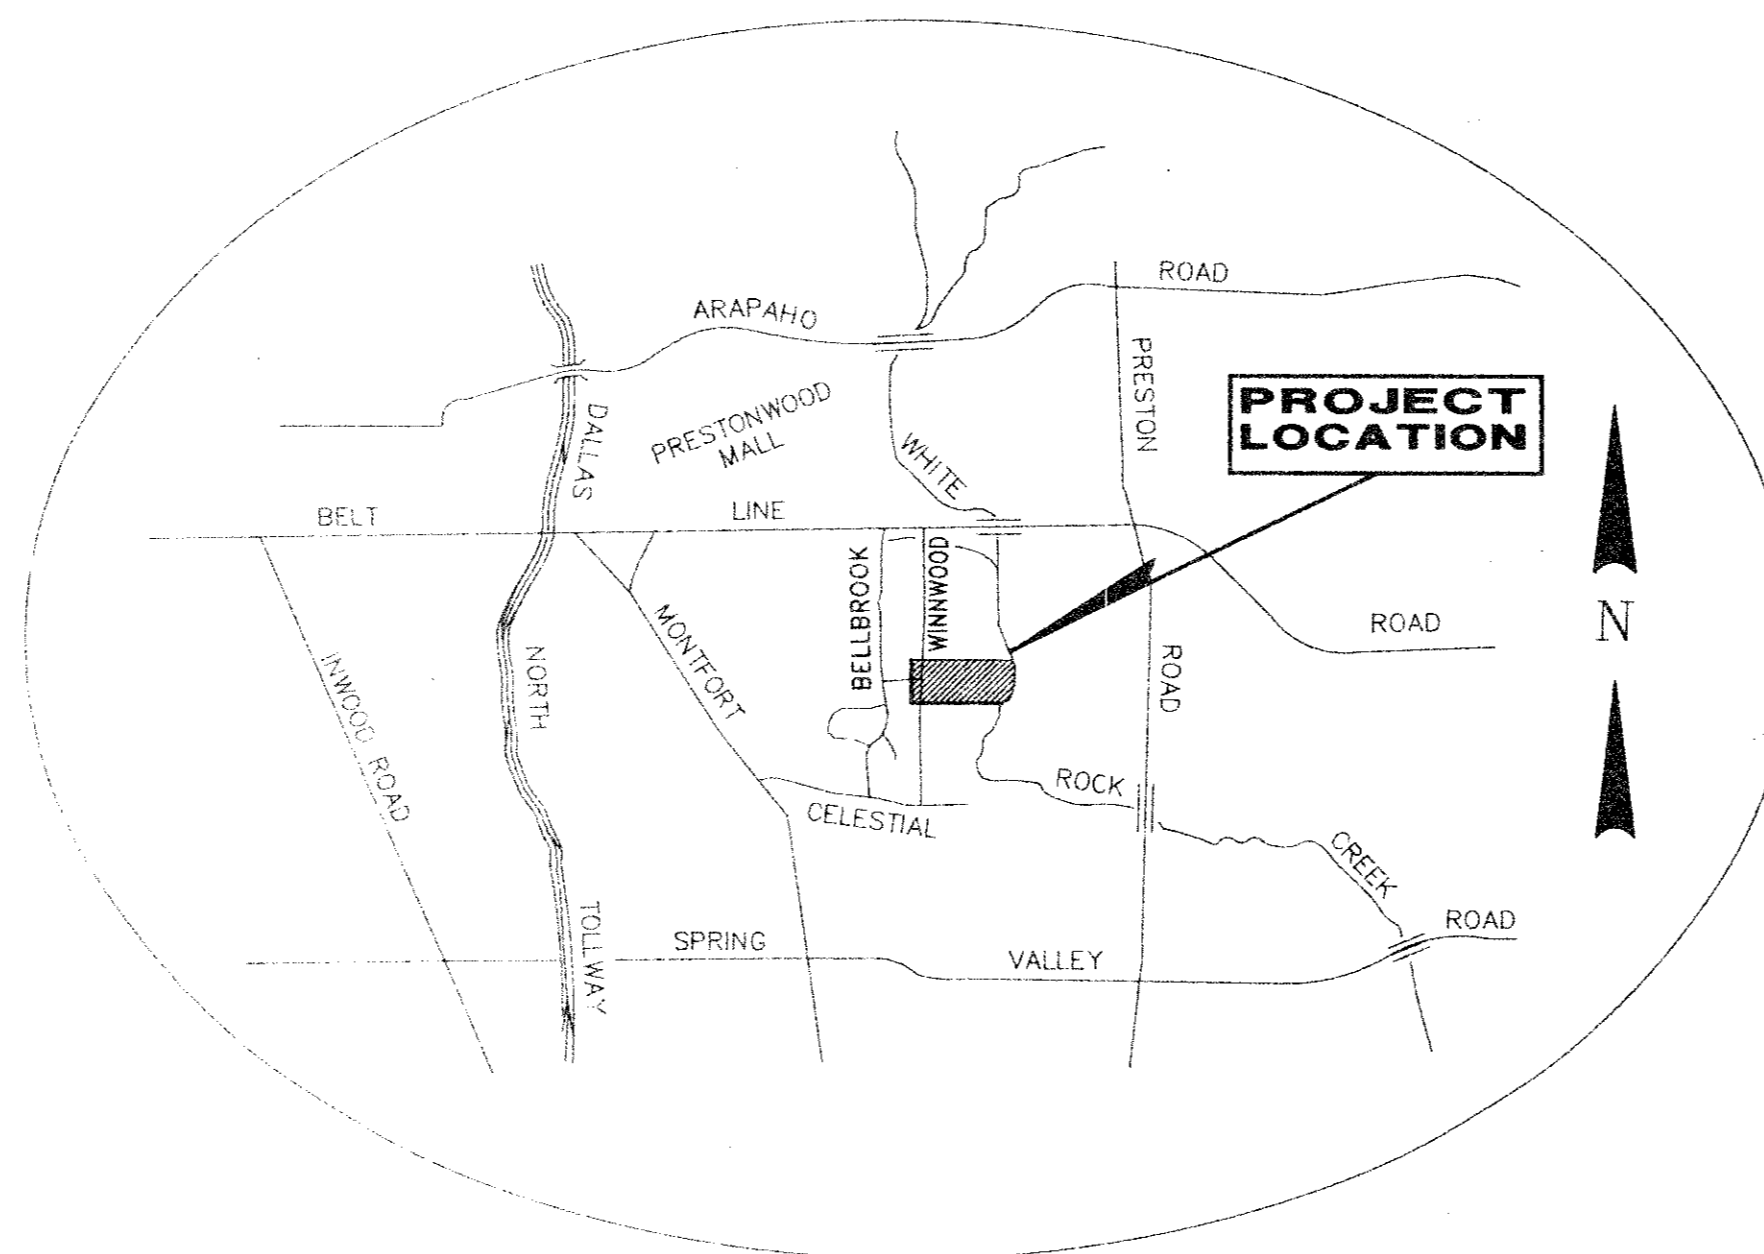 ROAD
ARAPAHO
PRESTON
PROJECT
LOCATION
PRESTONWOOD
MALL
DALLAS
WHITE
BELT
LINE
BELLBROOK
WINNWOOD
MONTFORT
ROAD
N
NORTH
INWOOD ROAD
ROAD
ROCK
CELESTIAL
CREEK
TOLLWAY
SPRING
VALLEY
ROAD